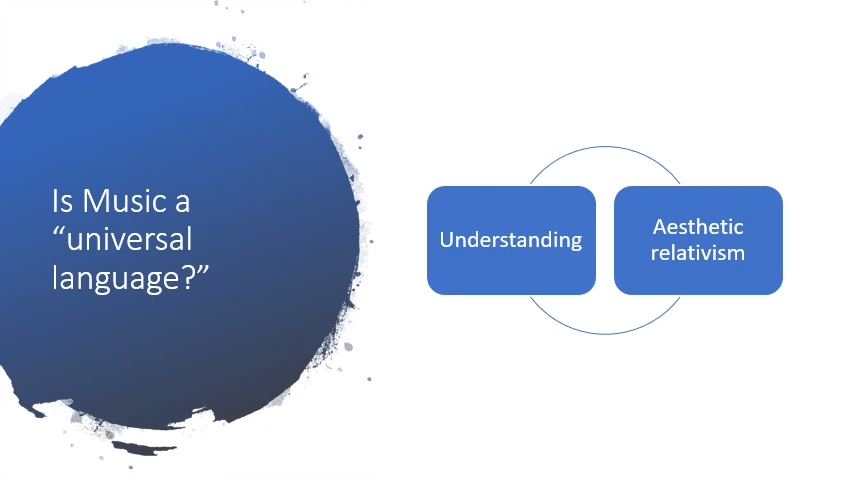 Is Music a
“universal
language?”
Understanding
Aesthetic
relativism